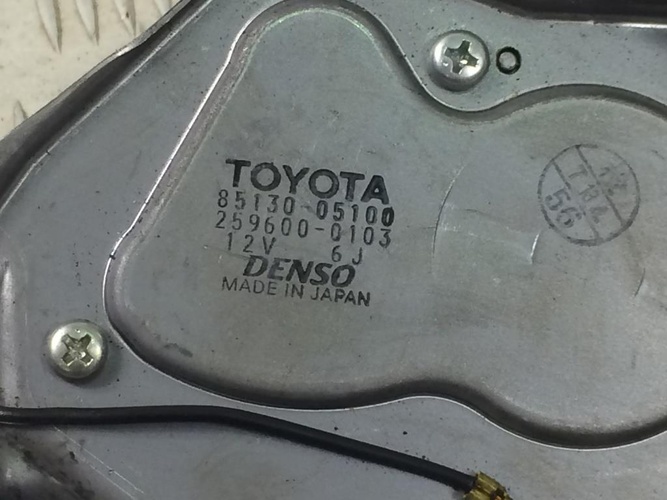 TOYOTA
85130-05100
259600-0103
12V 6J
DENSO
MADE IN JAPAN
56